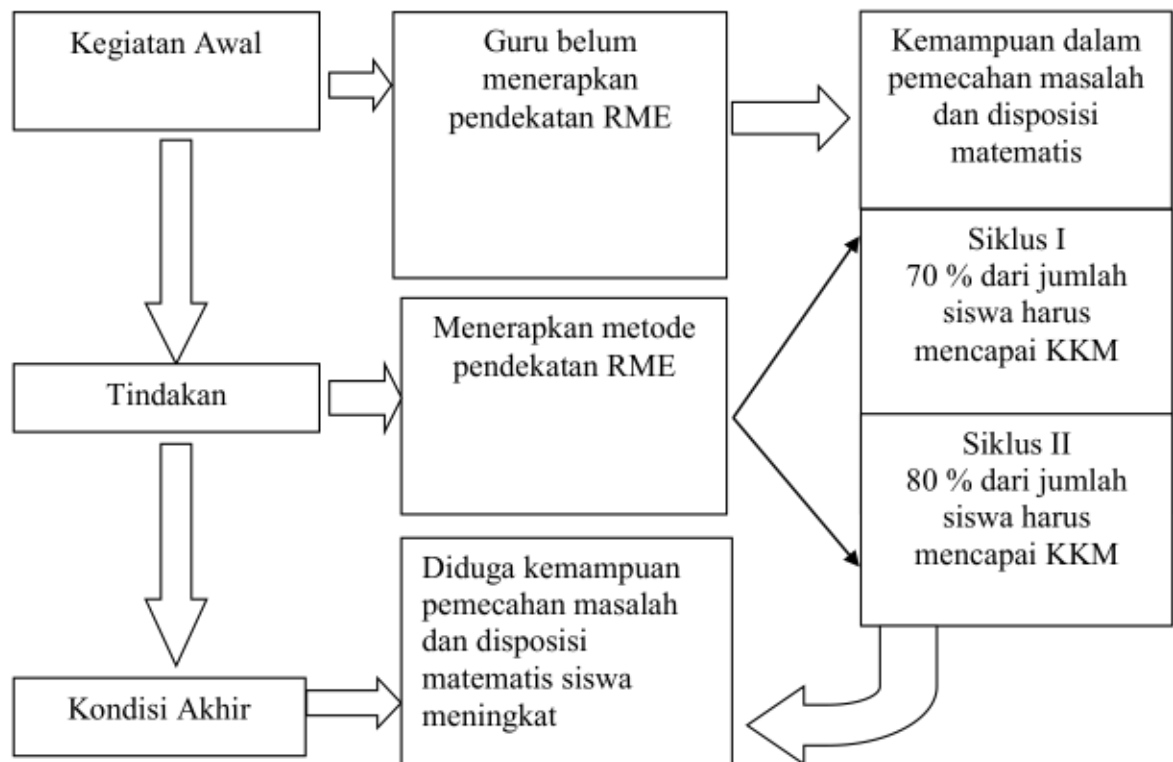 Kegiatan Awal
Guru belum
menerapkan
pendekatan RME
Kemampuan dalam
pemecahan masalah
dan disposisi
matematis
Tindakan
Menerapkan metode
pendekatan RME
Siklus I
70 % dari jumlah
siswa harus
mencapai KKM
Siklus II
80 % dari jumlah
siswa harus
mencapai KKM
Kondisi Akhir
Diduga kemampuan
pemecahan masalah
dan disposisi
matematis siswa
meningkat